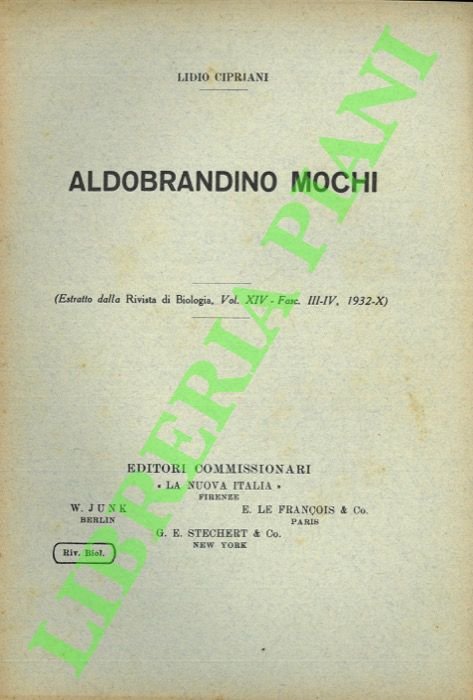 LIDIO CIPRIANI
ALDOBRANDINO MOCHI
(Estratto dalla Rivista di Biologia, Vol. XIV - Fasc. III-IV, 1932-X)
EDITORI COMMISSIONARI
« LA NUOVA ITALIA »
FIRENZE
W. JUNK
BERLIN
E. LE FRANÇOIS & Co.
PARIS
G. E. STECHERT & Co.
NEW YORK
Riv. Biol.
LIBRERIA PIANI